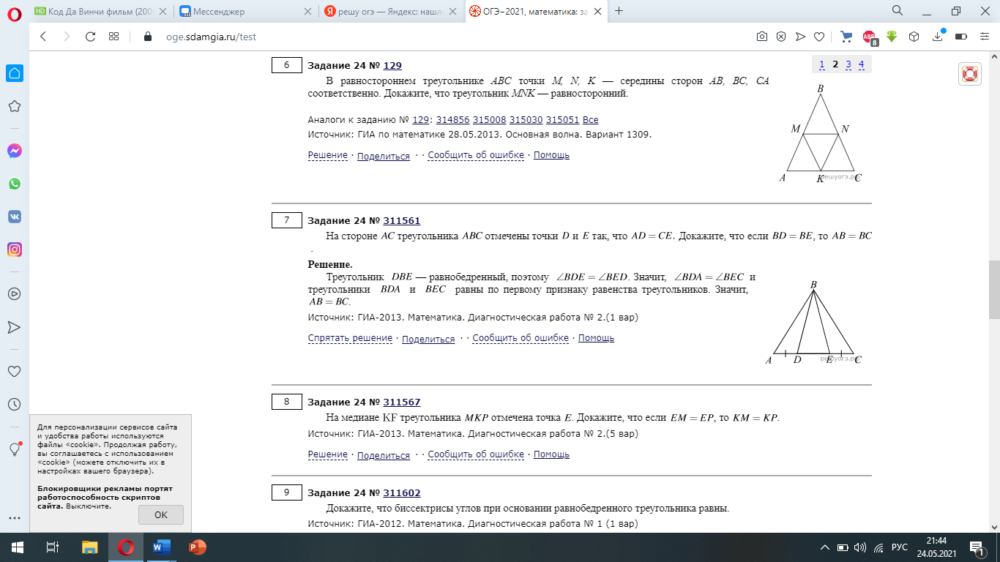 Код Да Винчи фильм (200
Мессенджер
решу огэ — Яндекс: нашл
ОГЭ−2021, математика: за
oge.sdamgia.ru/test
8
6
Задание 24 № 129
1 2 3 4
В равностороннем треугольнике ABC точки M, N, K — середины сторон AB, BC, CA
соответственно. Докажите, что треугольник MNK — равносторонний.
B
M
N
A
K
C
решуогэ.рф
Аналоги к заданию № 129: 314856 315008 315030 315051 Все
Источник: ГИА по математике 28.05.2013. Основная волна. Вариант 1309.
Решение · Поделиться · · Сообщить об ошибке · Помощь
7
Задание 24 № 311561
На стороне AC треугольника ABC отмечены точки D и E так, что AD = CE. Докажите, что если BD = BE, то AB = BC
.
Решение.
Треугольник DBE — равнобедренный, поэтому ∠BDE = ∠BED. Значит, ∠BDA = ∠BEC и
треугольники BDA и BEC равны по первому признаку равенства треугольников. Значит,
AB = BC.
B
A
D
E
C
решуогэ.рф
Источник: ГИА-2013. Математика. Диагностическая работа № 2.(1 вар)
Спрятать решение · Поделиться · · Сообщить об ошибке · Помощь
8
Задание 24 № 311567
На медиане KF треугольника MKP отмечена точка E. Докажите, что если EM = EP, то KM = KP.
Источник: ГИА-2013. Математика. Диагностическая работа № 2.(5 вар)
Решение · Поделиться · · Сообщить об ошибке · Помощь
9
Задание 24 № 311602
Докажите, что биссектрисы углов при основании равнобедренного треугольника равны.
Источник: ГИА-2012. Математика. Диагностическая работа № 1 (1 вар)
Для персонализации сервисов сайта
и удобства работы используются
файлы «cookie». Продолжая работу,
вы соглашаетесь с использованием
«cookie» (можете отключить их в
настройках вашего браузера).
Блокировщики рекламы портят
работоспособность скриптов
сайта. Выключите.
OK
РУС
21:44
24.05.2021
1